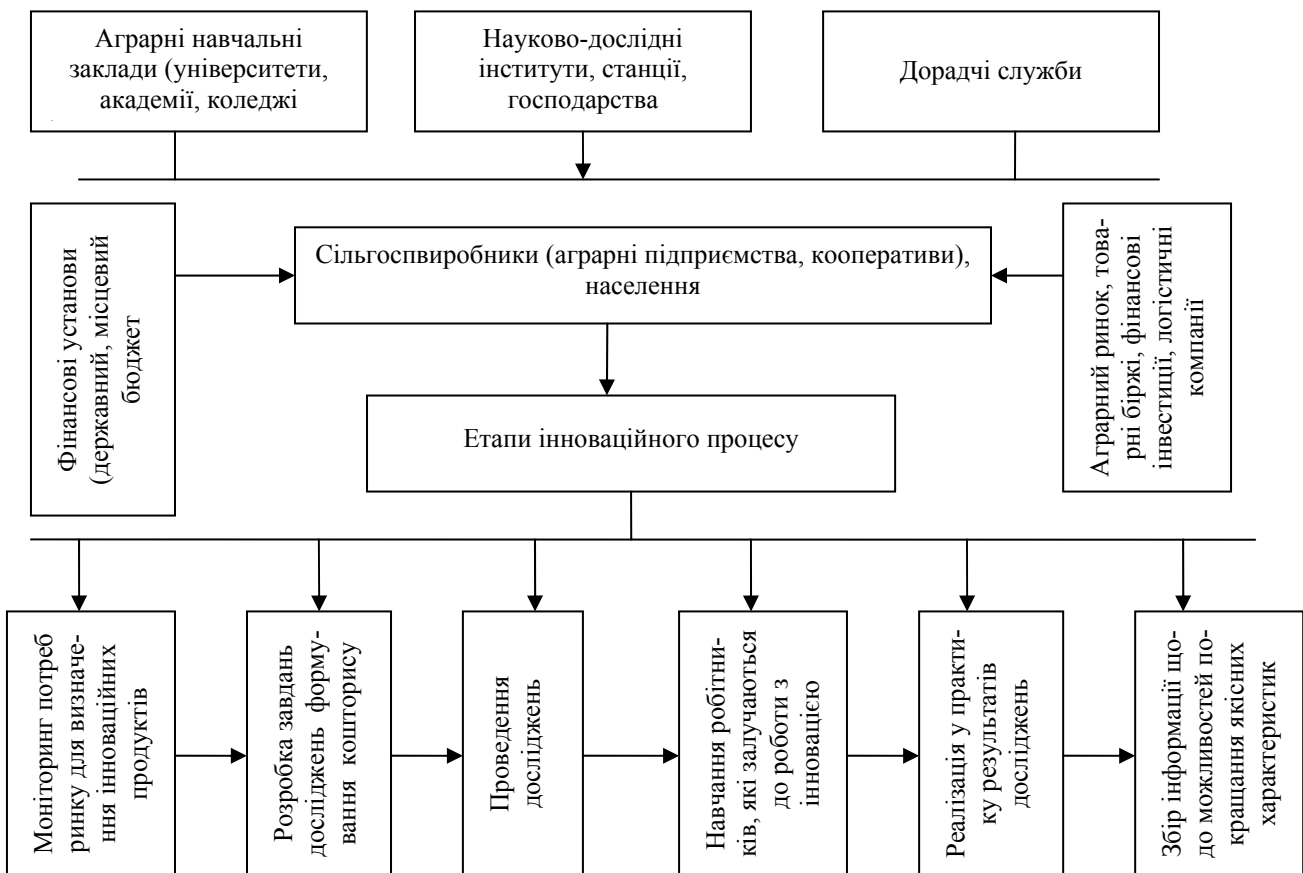 Аграрні навчальні
заклади (університети,
академії, коледжі
Науково-дослідні
інститути, станції,
господарства
Дорадчі служби
Фінансові установи
(державний, місцевий
бюджет
Сільгоспвиробники (аграрні підприємства, кооперативи),
населення
Аграрний ринок, това-
рні біржі, фінансові
інвестиції, логістичні
компанії
Етапи інноваційного процесу
Моніторинг потреб
ринку для визначе-
ння інноваційних
продуктів
Розробка завдань
досліджень форму-
вання кошторису
Проведення
досліджень
Навчання робітни-
ків, які залучаються
до роботи з
інновацією
Реалізація у практи-
ку результатів
досліджень
Збір інформації що-
до можливостей по-
кращання якісних
характеристик